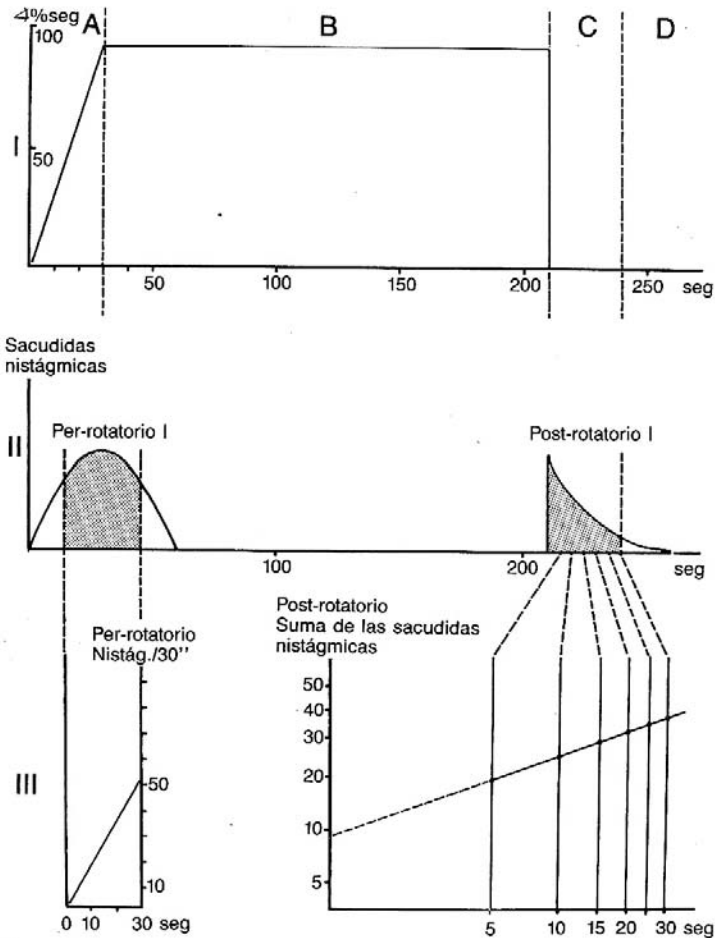 ∠°/seg
100
A
B
C
D
I
50
50
100
150
200
250
seg
Sacudidas
nistágmicas
II
Per-rotatorio I
Post-rotatorio I
100
200
seg
Per-rotatorio
Nistág./30''
Post-rotatorio
Suma de las sacudidas
nistágmicas
III
50
10
0 10 30 seg
50
40
30
20
10
5
5 10 15 20 30 seg